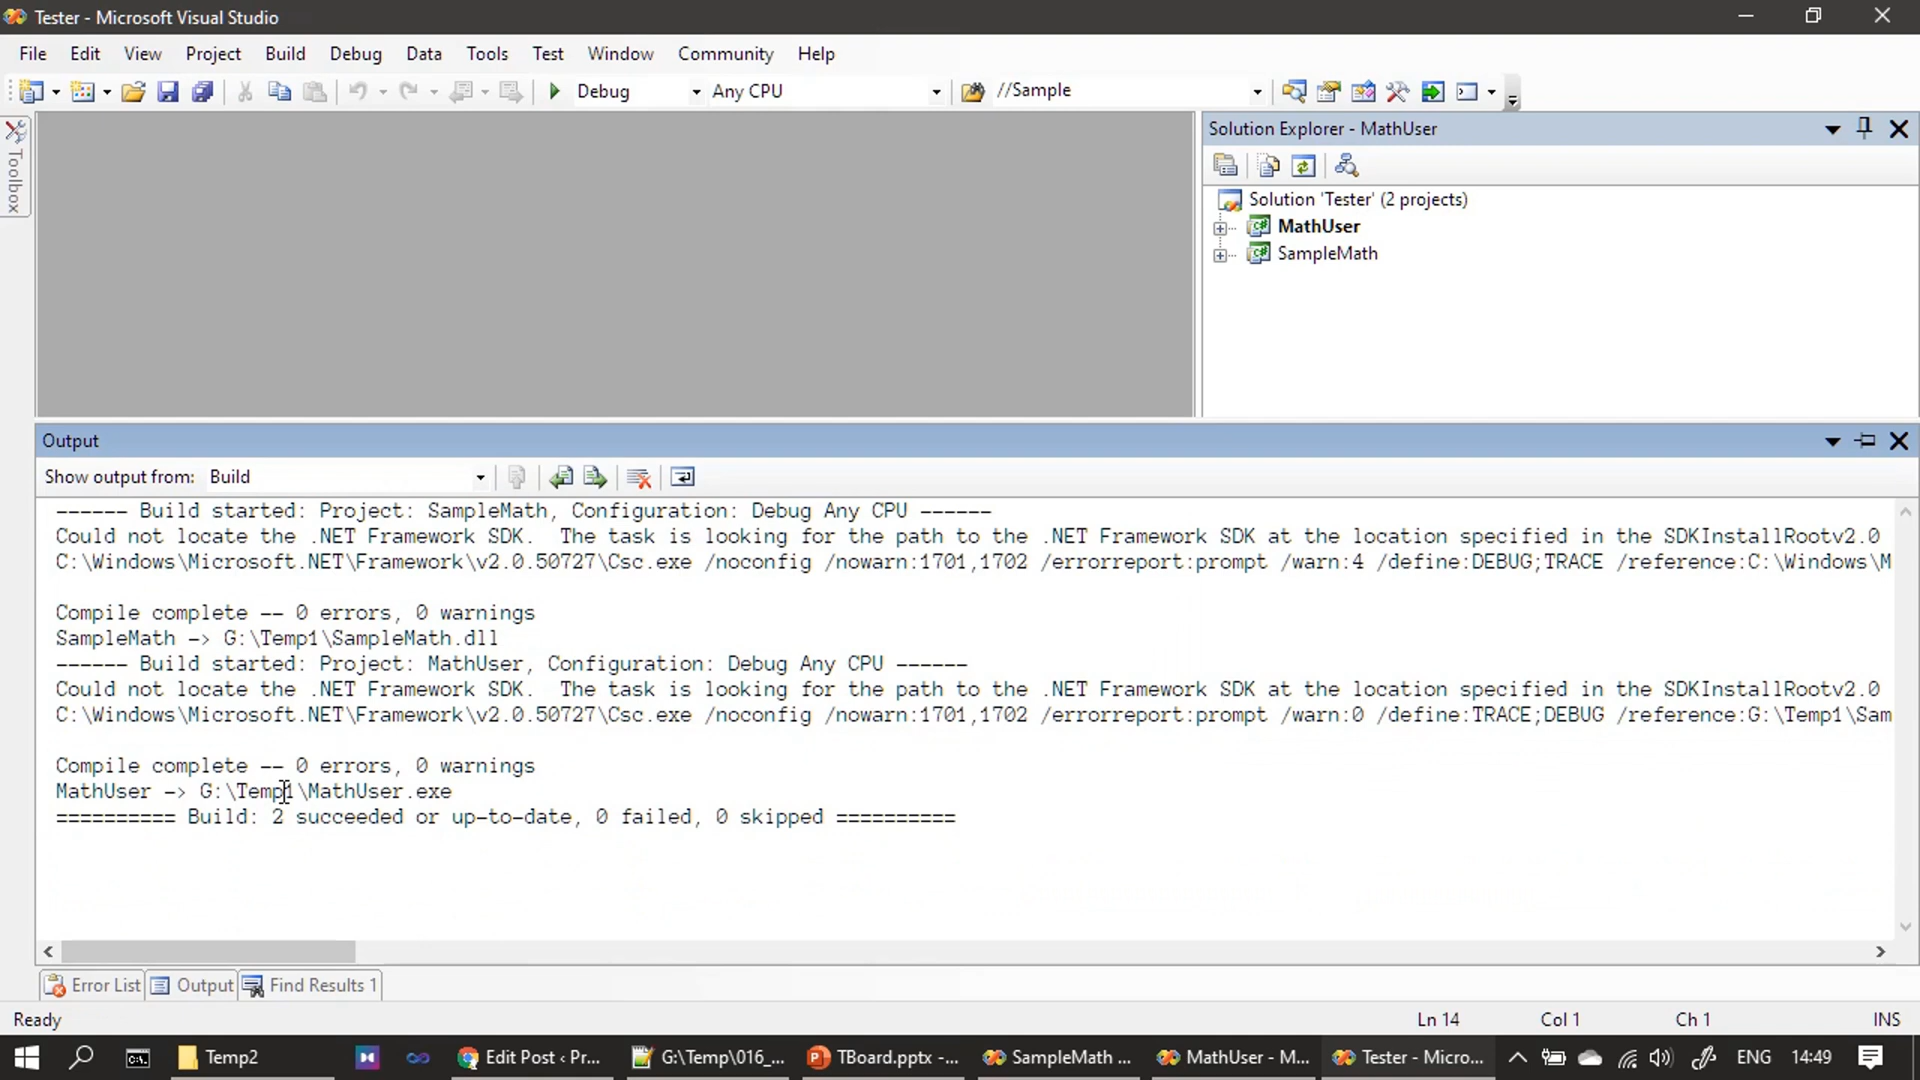 Tester - Microsoft Visual Studio
File Edit View Project Build Debug Data Tools Test Window Community Help
Debug Any CPU //Sample
Toolbox
Solution Explorer - MathUser
Solution 'Tester' (2 projects)
MathUser
SampleMath
Output
Show output from: Build
------ Build started: Project: SampleMath, Configuration: Debug Any CPU ------
Could not locate the .NET Framework SDK.  The task is looking for the path to the .NET Framework SDK at the location specified in the SDKInstallRootv2.0
C:\Windows\Microsoft.NET\Framework\v2.0.50727\Csc.exe /noconfig /nowarn:1701,1702 /errorreport:prompt /warn:4 /define:DEBUG;TRACE /reference:C:\Windows\M
Compile complete -- 0 errors, 0 warnings
SampleMath -> G:\Temp1\SampleMath.dll
------ Build started: Project: MathUser, Configuration: Debug Any CPU ------
Could not locate the .NET Framework SDK.  The task is looking for the path to the .NET Framework SDK at the location specified in the SDKInstallRootv2.0
C:\Windows\Microsoft.NET\Framework\v2.0.50727\Csc.exe /noconfig /nowarn:1701,1702 /errorreport:prompt /warn:0 /define:TRACE;DEBUG /reference:G:\Temp1\Sam
Compile complete -- 0 errors, 0 warnings
MathUser -> G:\Temp1\MathUser.exe
========== Build: 2 succeeded or up-to-date, 0 failed, 0 skipped ==========
Error List Output Find Results 1
Ready Ln 14 Col 1 Ch 1 INS
Temp2 Edit Post ‹ Pr... G:\Temp\016_... TBoard.pptx -... SampleMath ... MathUser - M... Tester - Micro... ENG 14:49